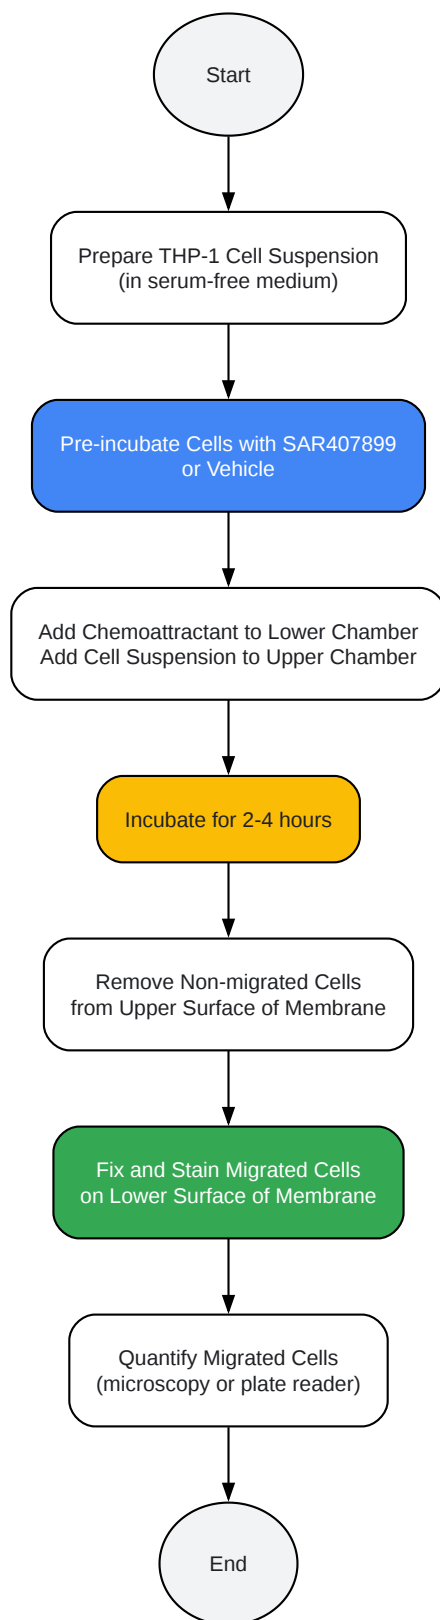 Start
Prepare THP-1 Cell Suspension
(in serum-free medium)
Pre-incubate Cells with SAR407899
or Vehicle
Add Chemoattractant to Lower Chamber
Add Cell Suspension to Upper Chamber
Incubate for 2-4 hours
Remove Non-migrated Cells
from Upper Surface of Membrane
Fix and Stain Migrated Cells
on Lower Surface of Membrane
Quantify Migrated Cells
(microscopy or plate reader)
End